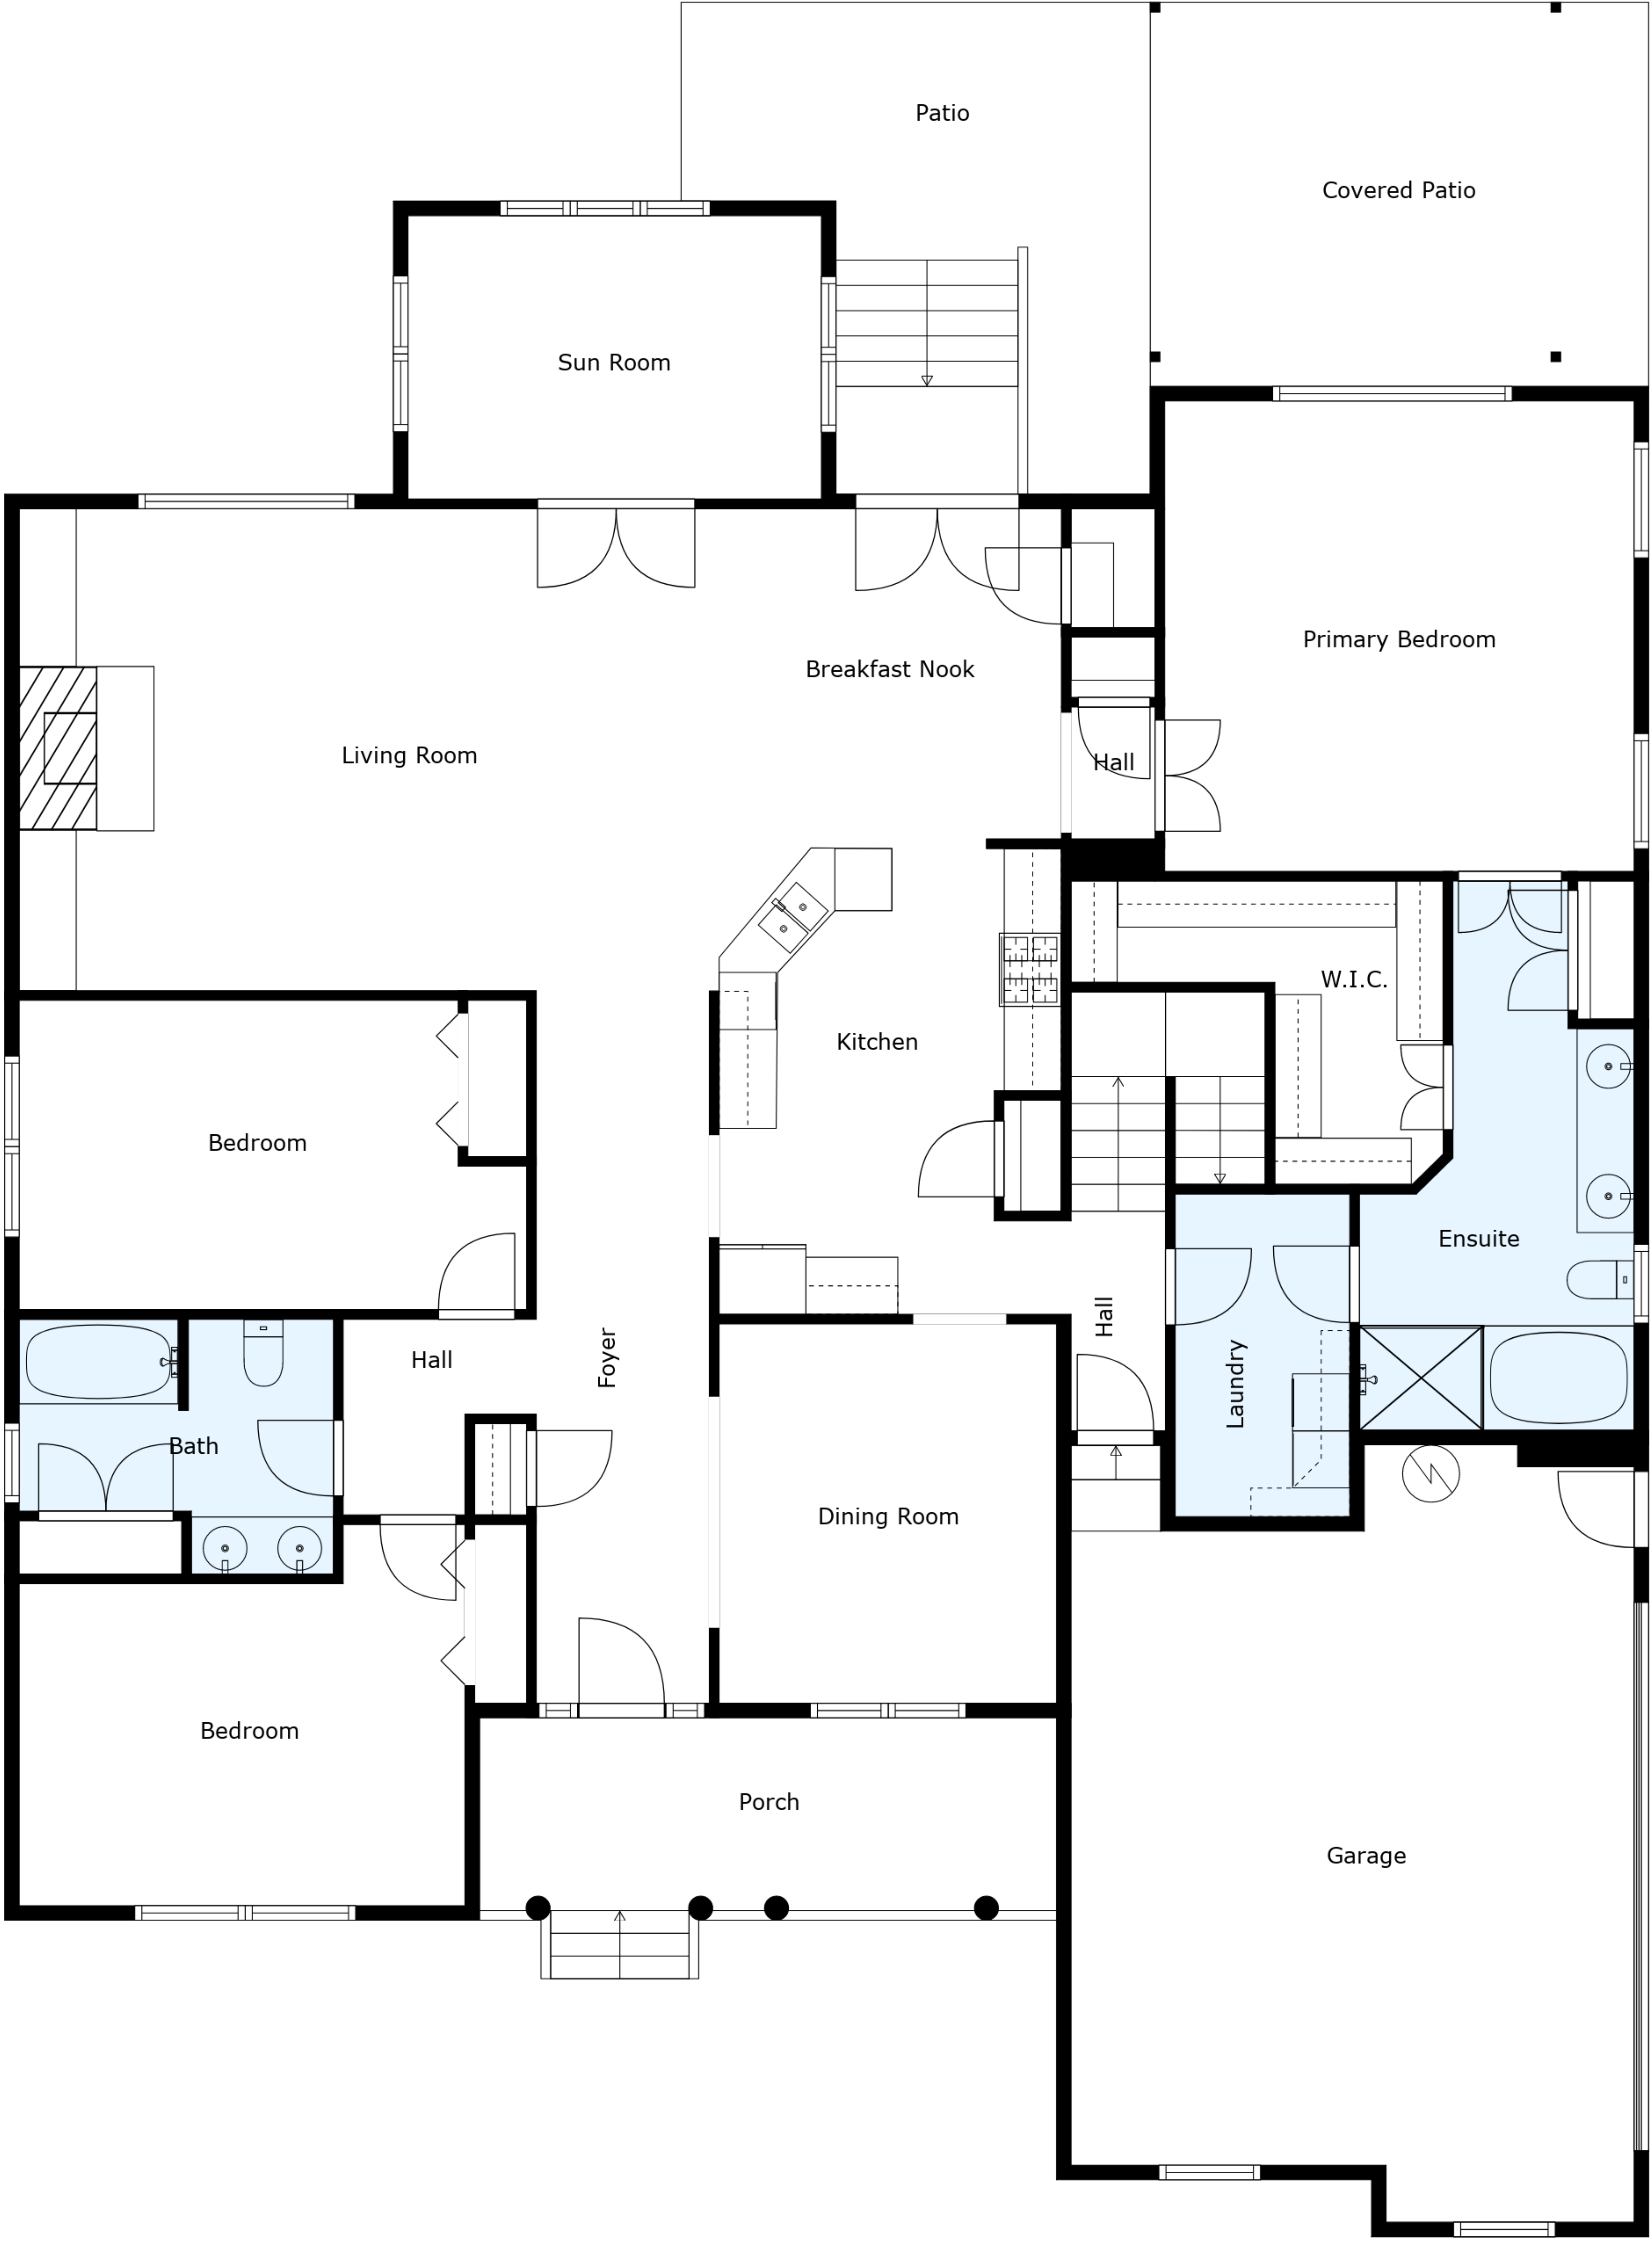 Patio
Covered Patio
Sun Room
Primary Bedroom
Breakfast Nook
Living Room
Hall
W.I.C.
Kitchen
Bedroom
Ensuite
Hall
Foyer
Hall
Laundry
Bath
Dining Room
Bedroom
Porch
Garage